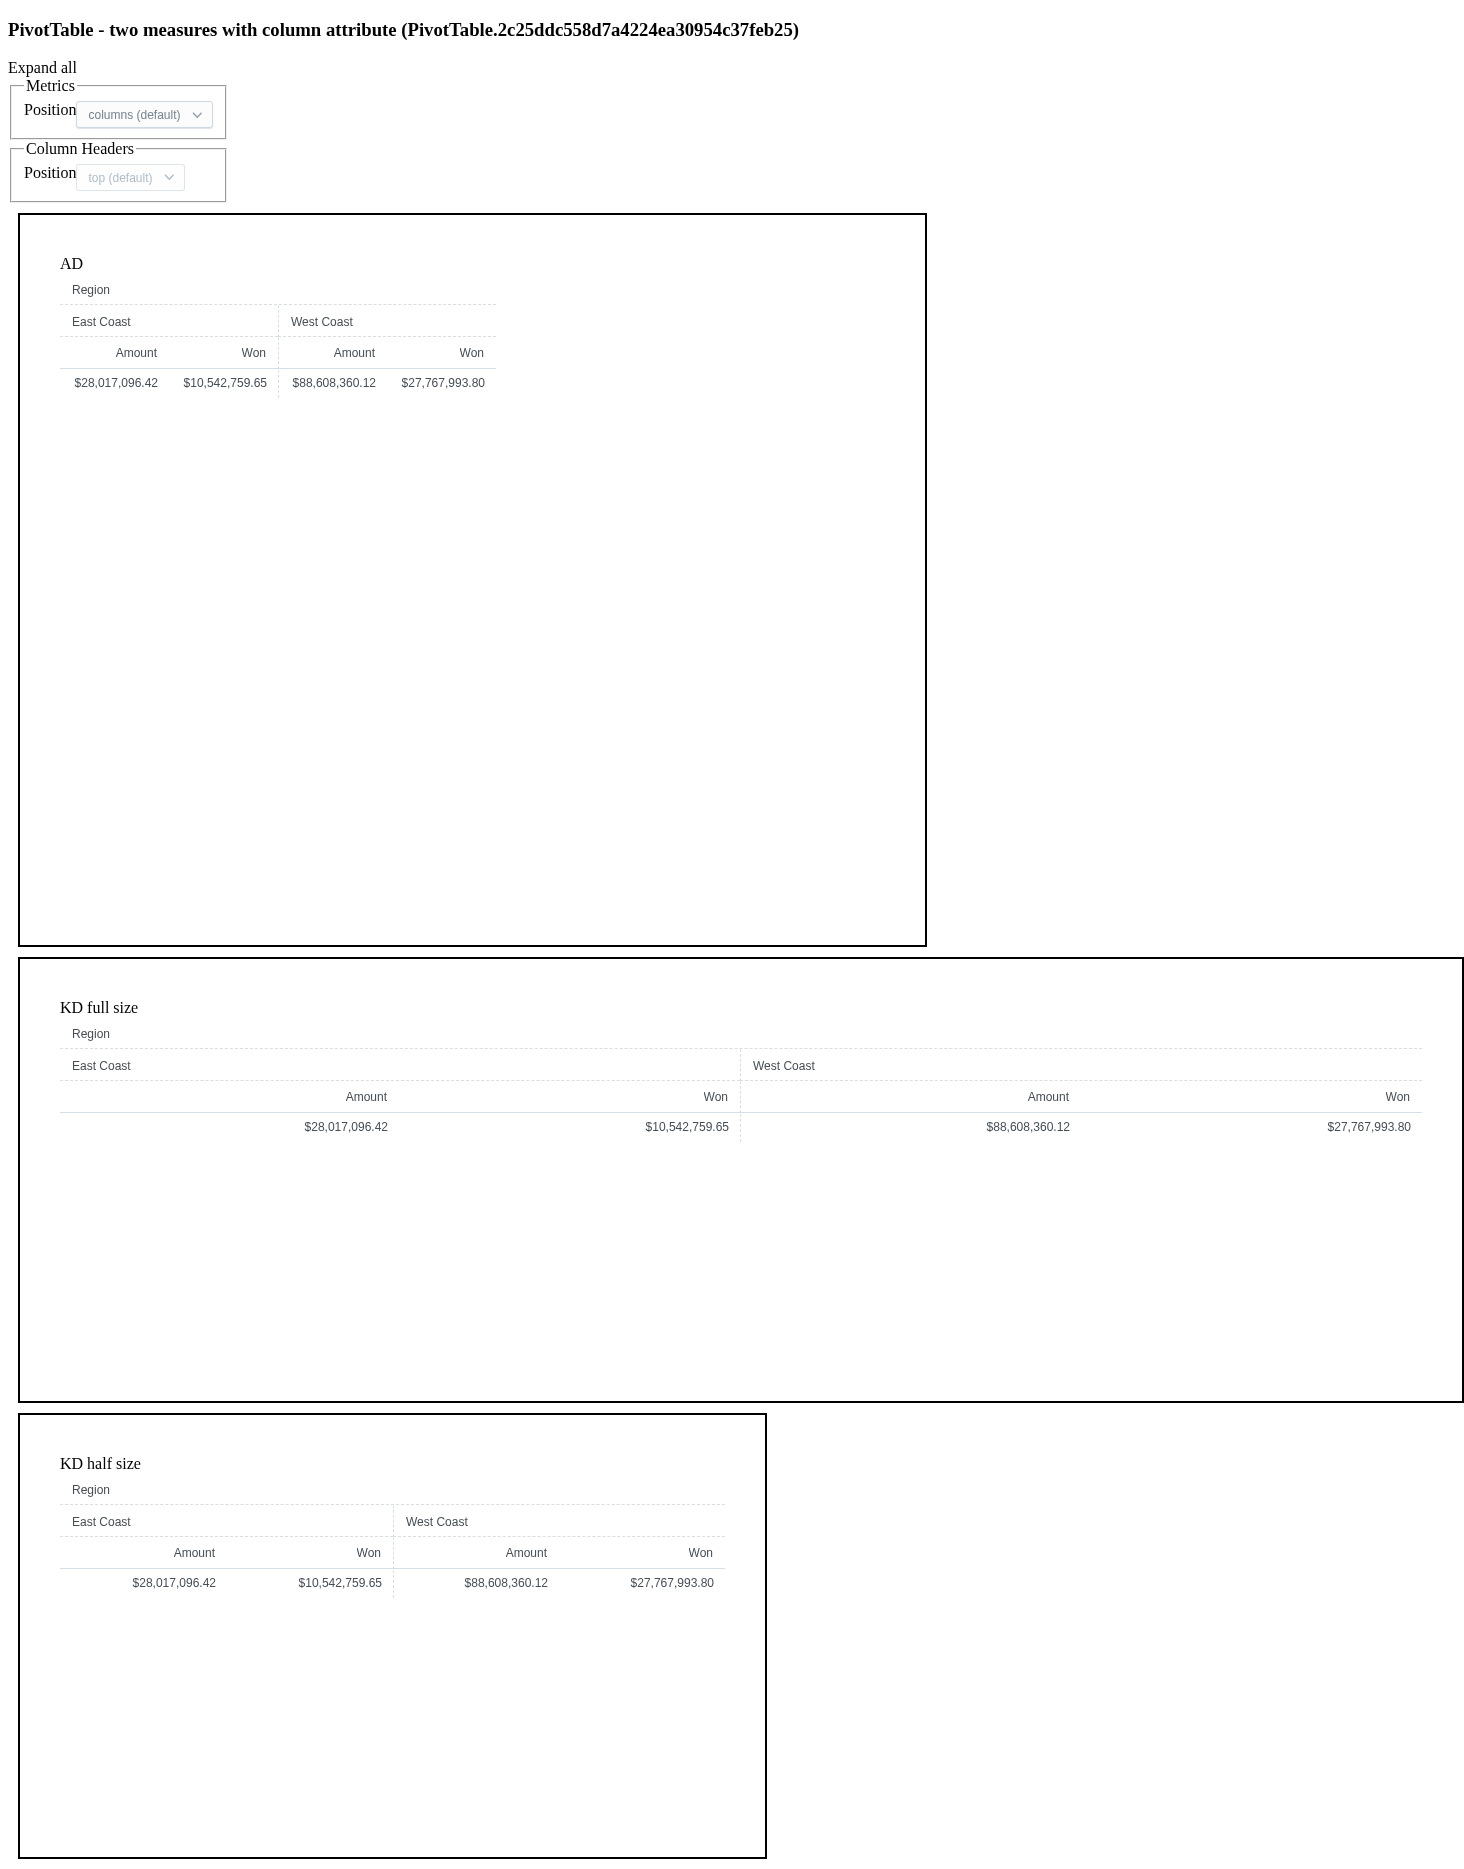 PivotTable - two measures with column attribute (PivotTable.2c25ddc558d7a4224ea30954c37feb25)
Expand all
Metrics
Position columns (default)
Column Headers
Position top (default)
AD
Region
East Coast West Coast
Amount Won Amount Won
$28,017,096.42 $10,542,759.65 $88,608,360.12 $27,767,993.80
KD full size
Region
East Coast West Coast
Amount Won Amount Won
$28,017,096.42 $10,542,759.65 $88,608,360.12 $27,767,993.80
KD half size
Region
East Coast West Coast
Amount Won Amount Won
$28,017,096.42 $10,542,759.65 $88,608,360.12 $27,767,993.80